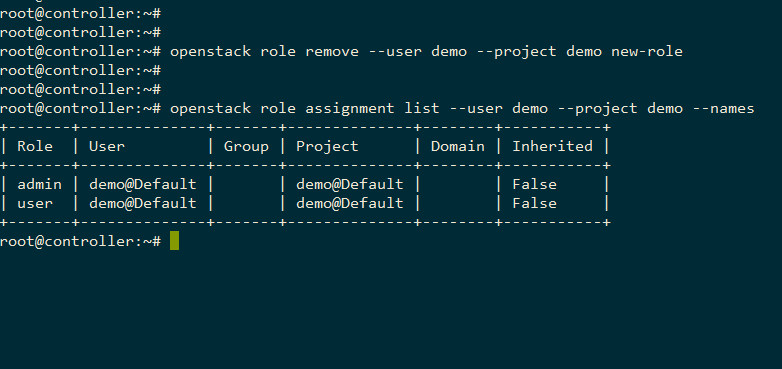 root@controller:~#
root@controller:~#
root@controller:~# openstack role remove --user demo --project demo new-role
root@controller:~#
root@controller:~#
root@controller:~# openstack role assignment list --user demo --project demo --names
+-------+--------------+-------+--------------+--------+-----------+
| Role  | User         | Group | Project      | Domain | Inherited |
+-------+--------------+-------+--------------+--------+-----------+
| admin | demo@Default |       | demo@Default |        | False     |
| user  | demo@Default |       | demo@Default |        | False     |
+-------+--------------+-------+--------------+--------+-----------+
root@controller:~#